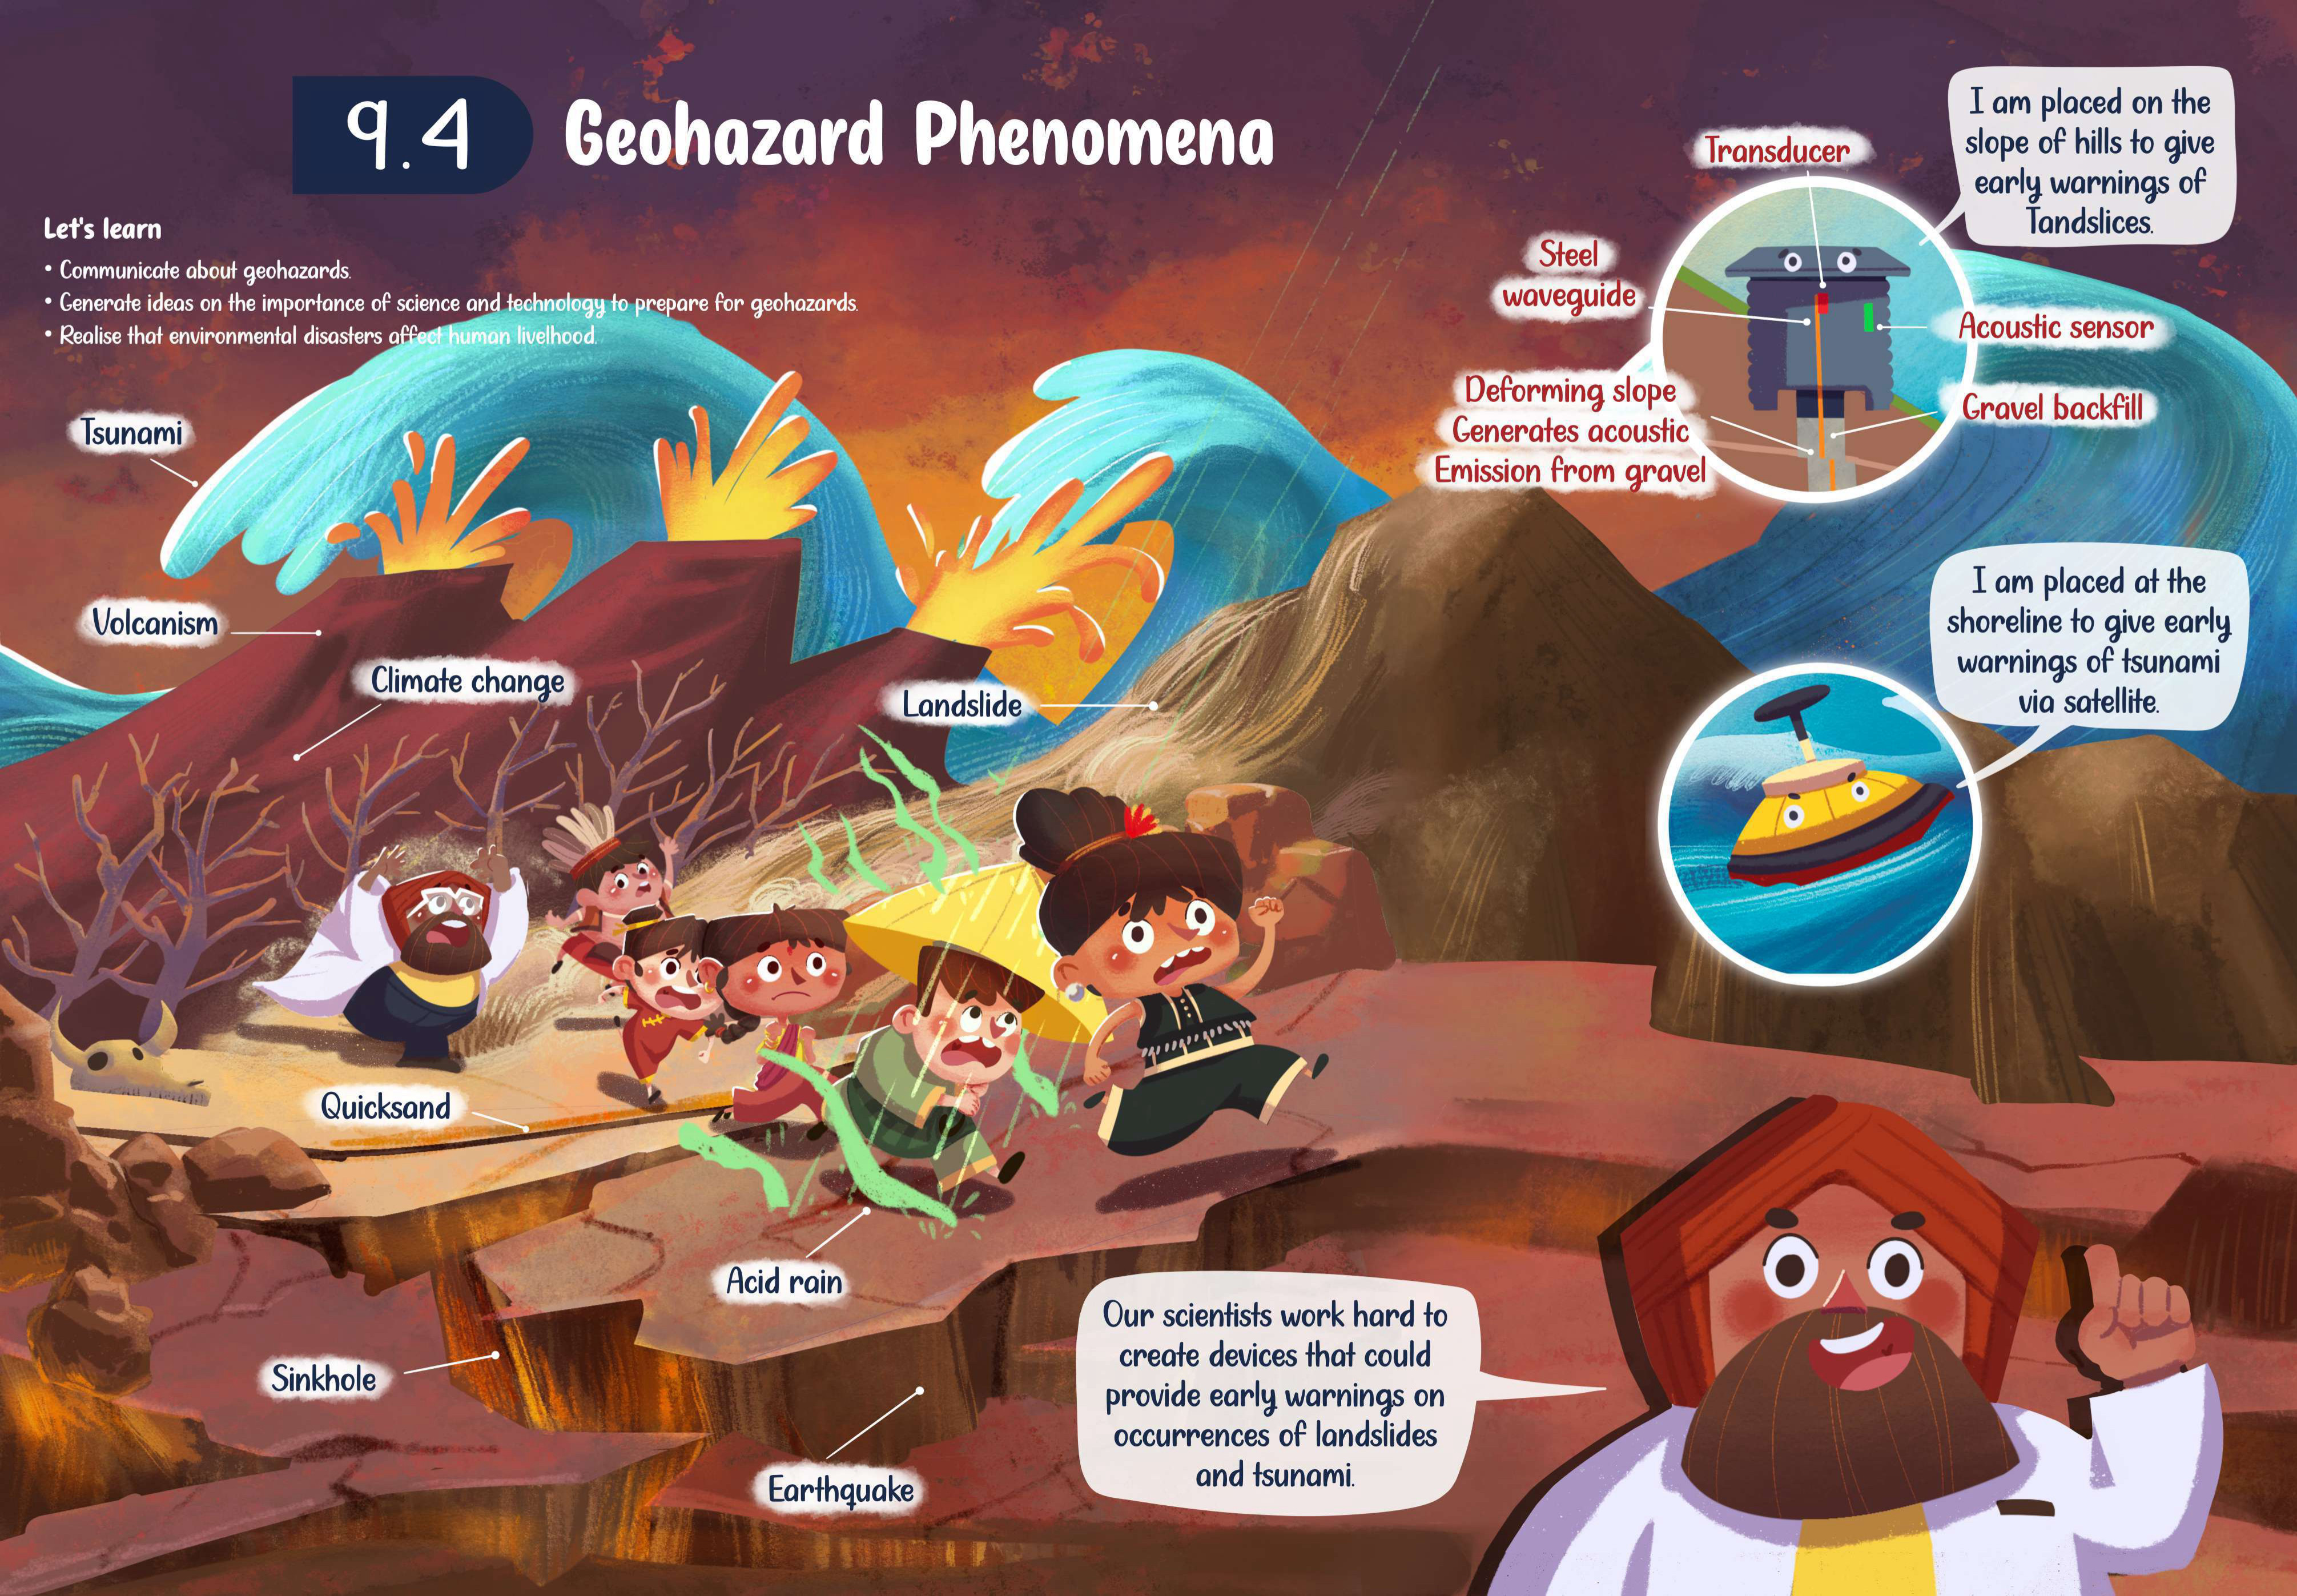 9.4
Geohazard Phenomena
Let's learn
• Communicate about geohazards.
• Generate ideas on the importance of science and technology to prepare for geohazards.
• Realise that environmental disasters affect human livelhood.
Transducer
I am placed on the
slope of hills to give
early warnings of
Tandslices.
Steel
waveguide
Acoustic sensor
Deforming slope
Generates acoustic
Emission from gravel
Gravel backfill
Tsunami
I am placed at the
shoreline to give early
warnings of tsunami
via satellite.
Volcanism
Climate change
Landslide
Quicksand
Acid rain
Sinkhole
Earthquake
Our scientists work hard to
create devices that could
provide early warnings on
occurrences of landslides
and tsunami.